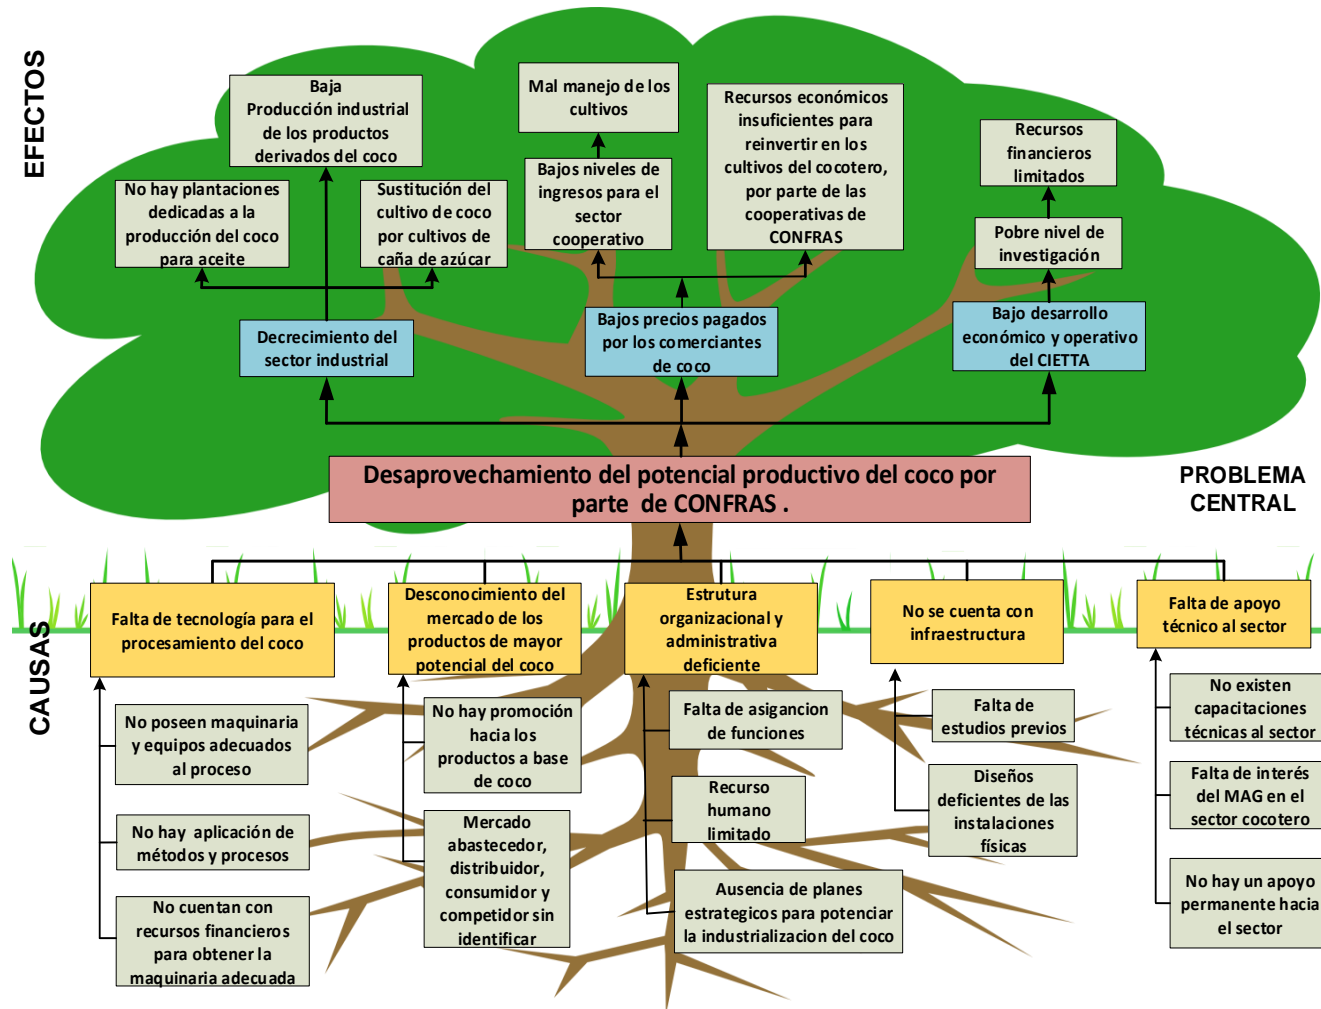 EFECTOS
Baja
Producción industrial
de los productos
derivados del coco
Mal manejo de los
cultivos
Recursos económicos
insuficientes para
reinvertir en los
cultivos del cocotero,
por parte de las
cooperativas de
CONFRAS
Recursos
financieros
limitados
No hay plantaciones
dedicadas a la
producción del coco
para aceite
Sustitución del
cultivo de coco
por cultivos de
caña de azúcar
Bajos niveles de
ingresos para el
sector
cooperativo
Pobre nivel de
investigación
Decrecimiento del
sector industrial
Bajos precios pagados
por los comerciantes
de coco
Bajo desarrollo
económico y operativo
del CIETTA
Desaprovechamiento del potencial productivo del coco por
parte de CONFRAS .
PROBLEMA
CENTRAL
CAUSAS
Falta de tecnología para el
procesamiento del coco
Desconocimiento del
mercado de los
productos de mayor
potencial del coco
Estrutura
organizacional y
administrativa
deficiente
No se cuenta con
infraestructura
Falta de apoyo
técnico al sector
No poseen maquinaria
y equipos adecuados
al proceso
No hay aplicación de
métodos y procesos
No cuentan con
recursos financieros
para obtener la
maquinaria adecuada
No hay promoción
hacia los
productos a base
de coco
Mercado
abastecedor,
distribuidor,
consumidor y
competidor sin
identificar
Falta de asigancion
de funciones
Recurso
humano
limitado
Ausencia de planes
estrategicos para potenciar
la industrializacion del coco
Falta de
estudios previos
Diseños
deficientes de las
instalaciones
físicas
No existen
capacitaciones
técnicas al sector
Falta de interés
del MAG en el
sector cocotero
No hay un apoyo
permanente hacia
el sector